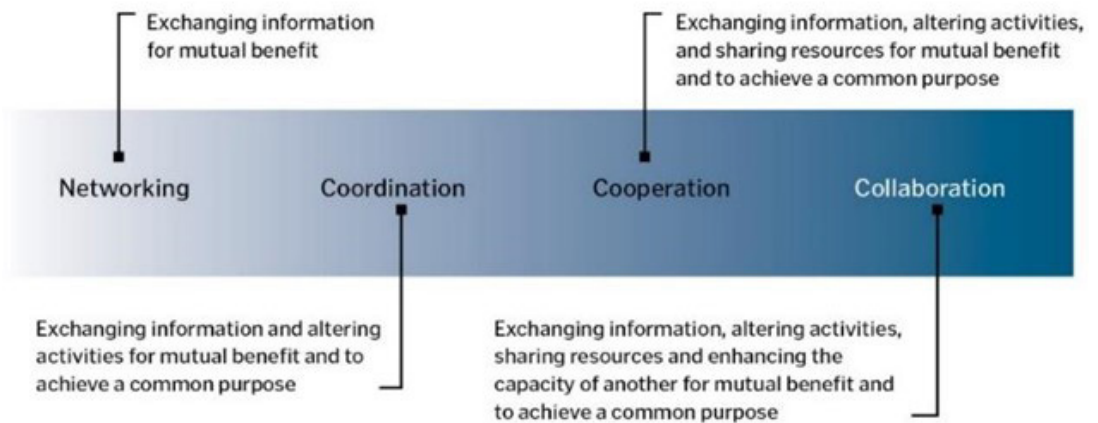 Exchanging information
for mutual benefit
Exchanging information, altering activities,
and sharing resources for mutual benefit
and to achieve a common purpose
Networking
Coordination
Cooperation
Collaboration
Exchanging information and altering
activities for mutual benefit and to
achieve a common purpose
Exchanging information, altering activities,
sharing resources and enhancing the
capacity of another for mutual benefit and
to achieve a common purpose